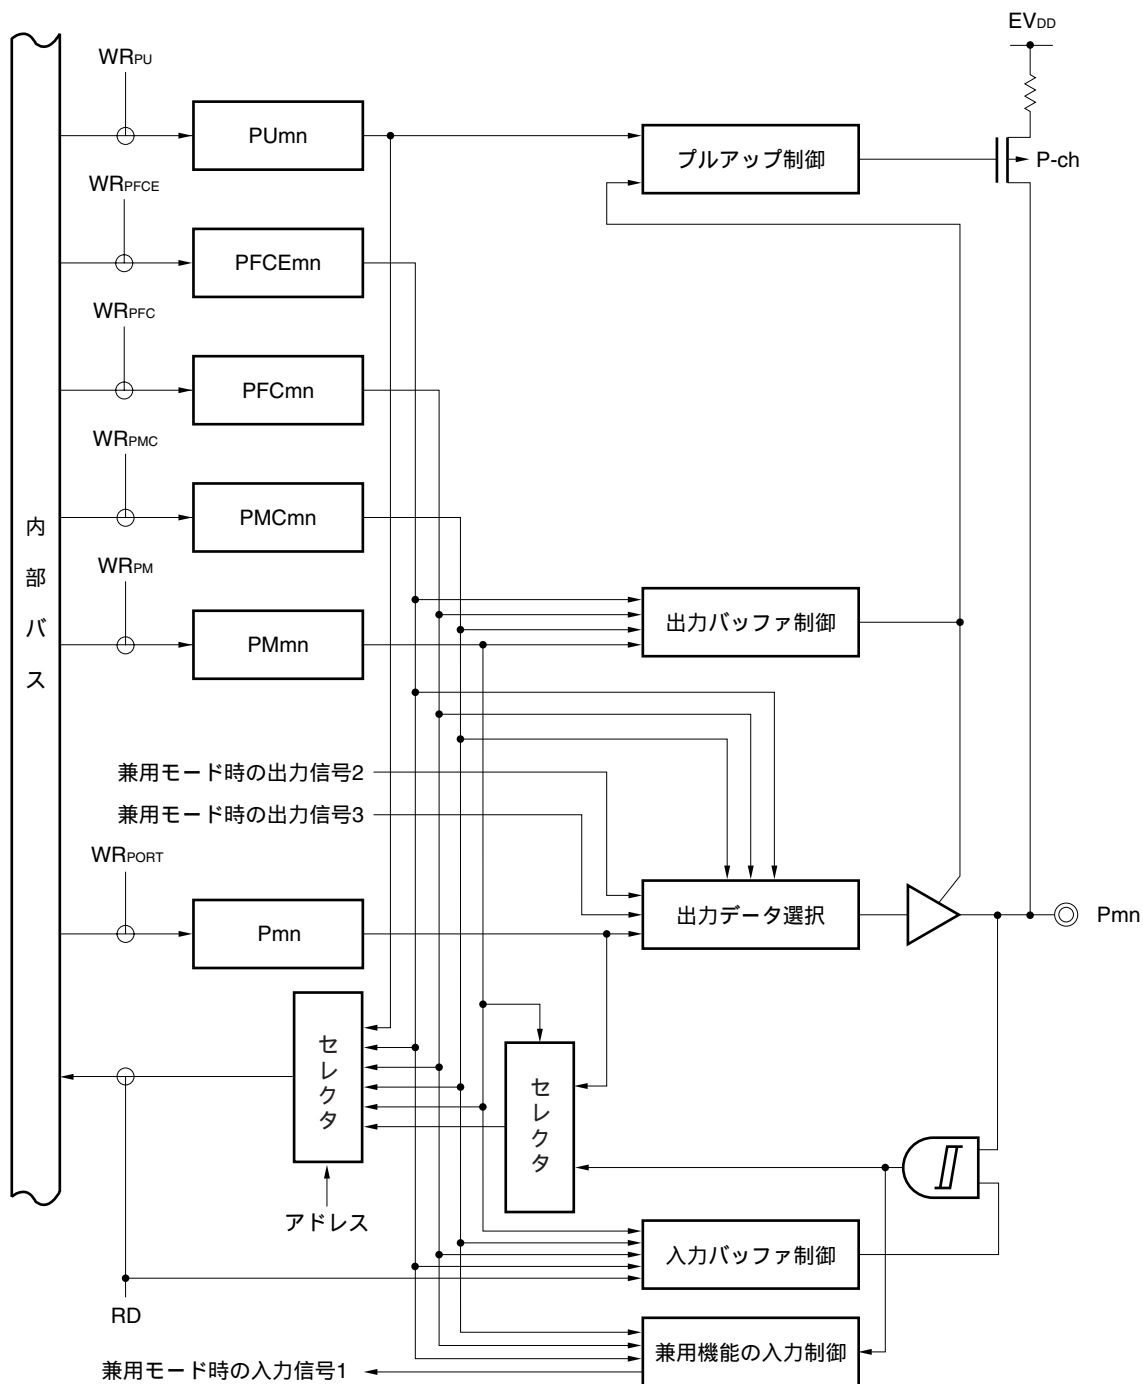 EVDD
WRPU
PUmn
プルアップ制御
P-ch
WRPFCE
PFCEmn
WRPFC
PFCmn
WRPMC
PMCmn
内部バス
WRPM
PMmn
出力バッファ制御
兼用モード時の出力信号2
兼用モード時の出力信号3
WRPORT
Pmn
出力データ選択
Pmn
セレクタ
セレクタ
アドレス
入力バッファ制御
RD
兼用機能の入力制御
兼用モード時の入力信号1